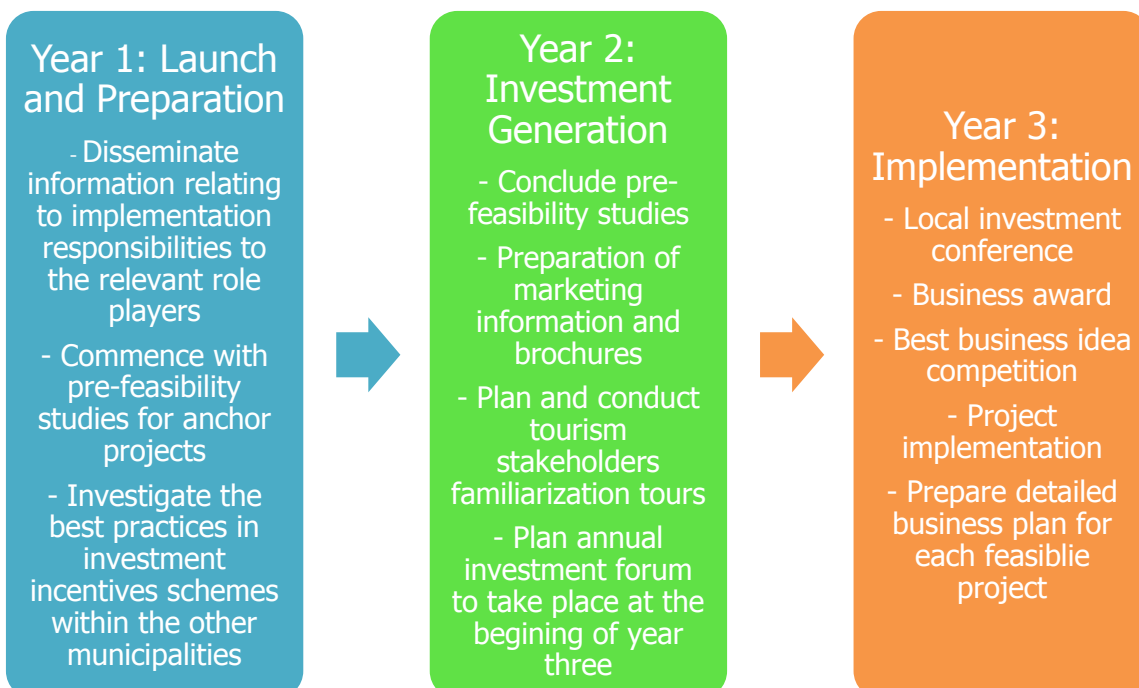 Year 1: Launch
and Preparation
- Disseminate
information relating
to implementation
responsibilities to
the relevant role
players
- Commence with
pre-feasibility
studies for anchor
projects
- Investigate the
best practices in
investment
incentives schemes
within the other
municipalities
Year 2:
Investment
Generation
- Conclude pre-
feasibility studies
- Preparation of
marketing
information and
brochures
- Plan and conduct
tourism
stakeholders
familiarization tours
- Plan annual
investment forum
to take place at the
begining of year
three
Year 3:
Implementation
- Local investment
conference
- Business award
- Best business idea
competition
- Project
implementation
- Prepare detailed
business plan for
each feasiblie
project